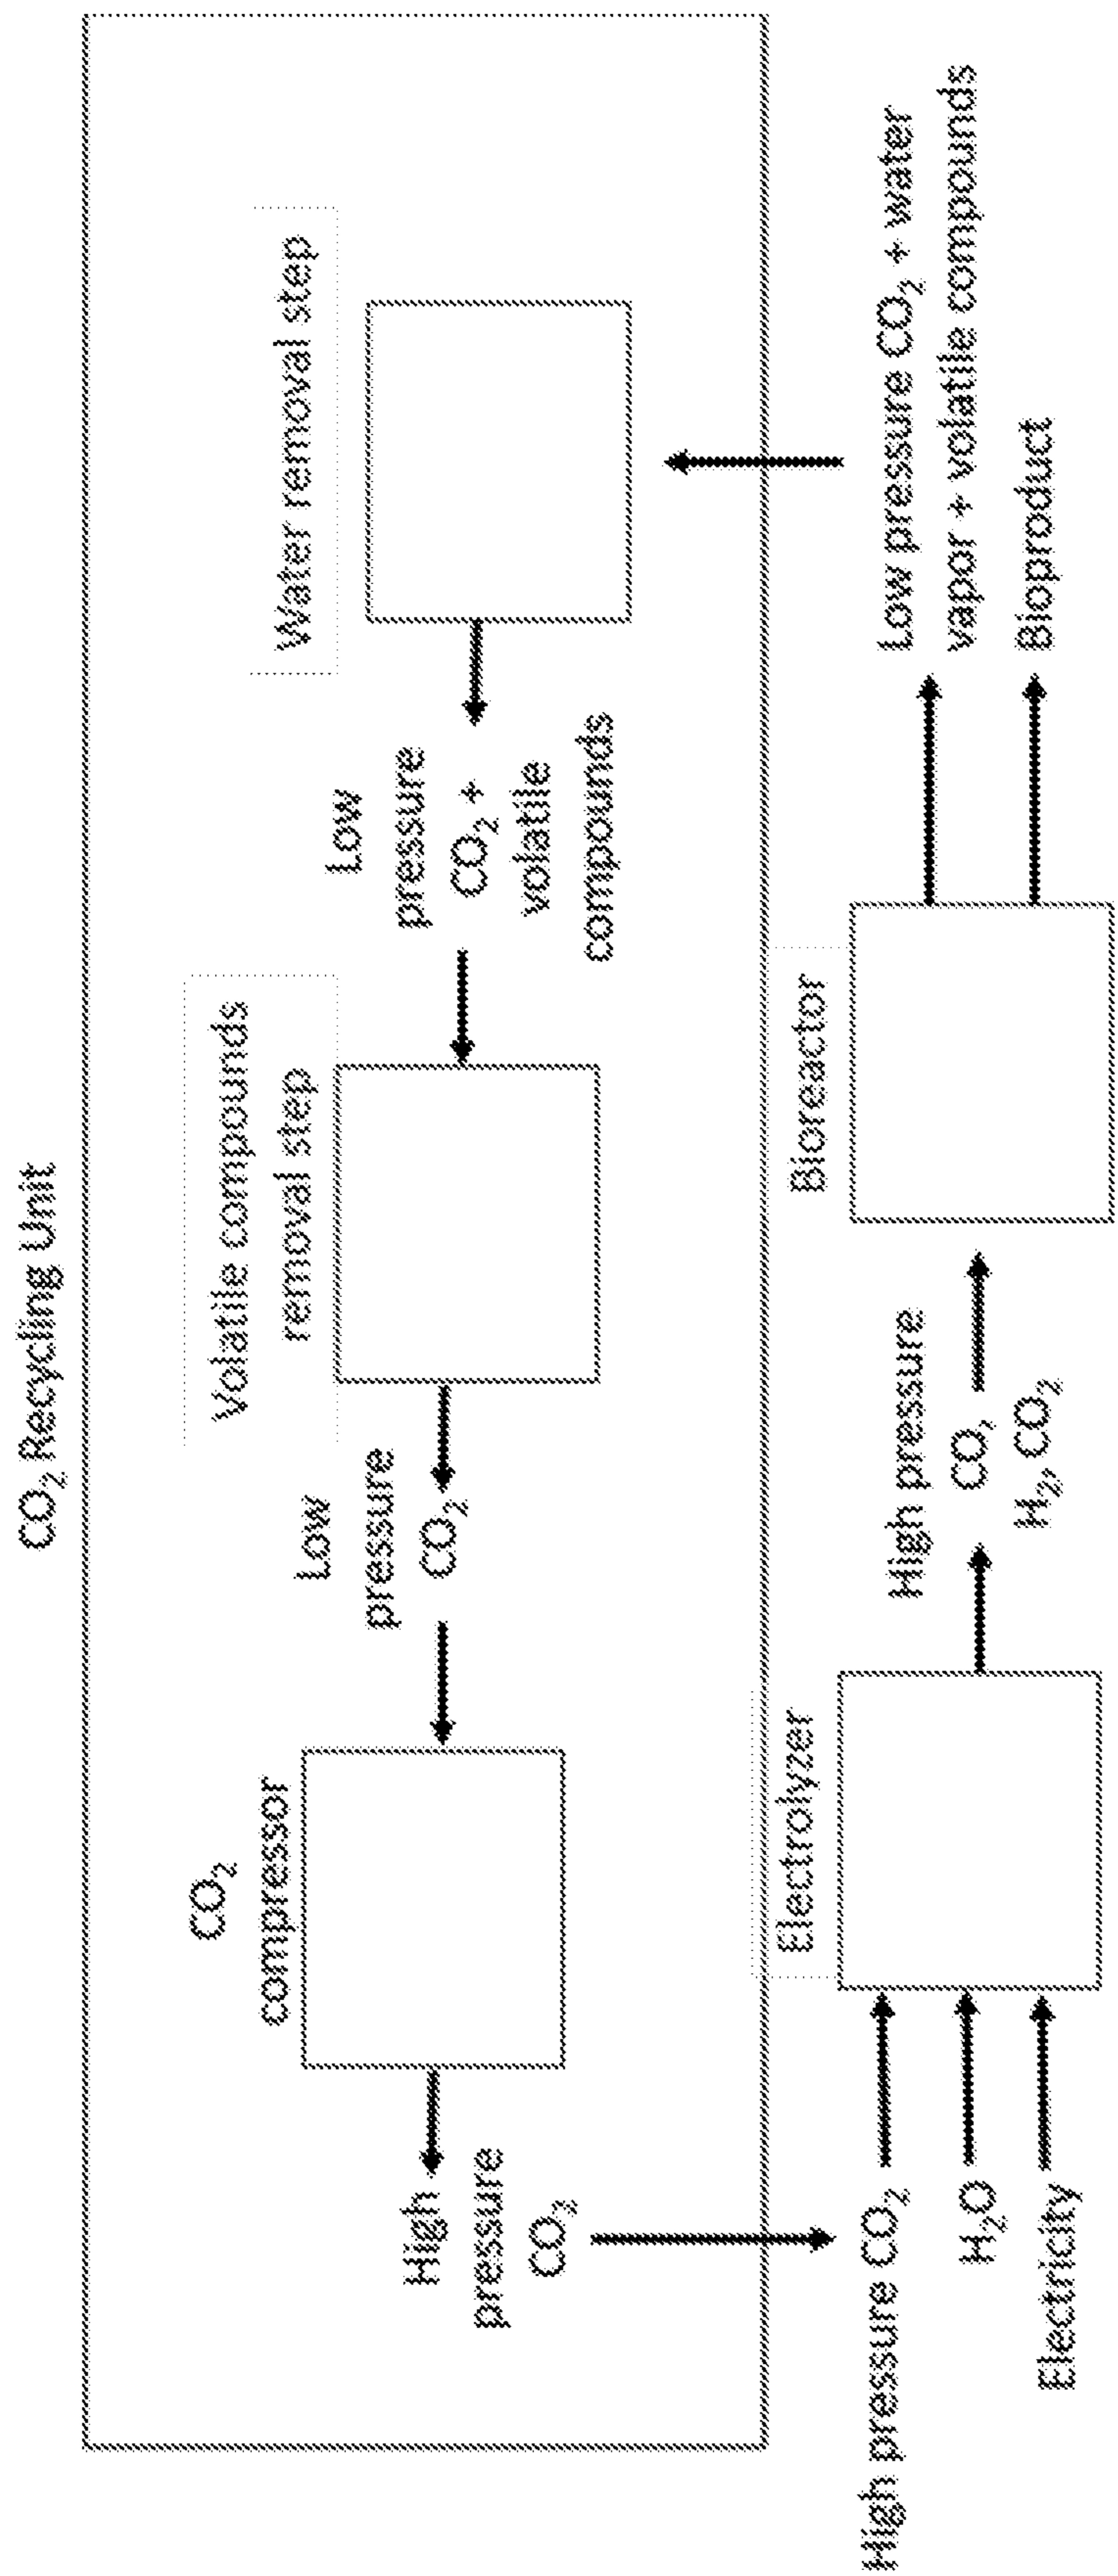 CO₂ Recycling Unit
CO₂
compressor
Volatile compounds
removal step
Water removal step
High
pressure
CO₂
Low
pressure
CO₂
Low
pressure
CO₂ +
volatile
compounds
High pressure CO₂
H₂O
Electricity
Electrolyzer
High pressure
CO,
H₂, CO₂
Bioreactor
Low pressure CO₂ + water
vapor + volatile compounds
Bioproduct